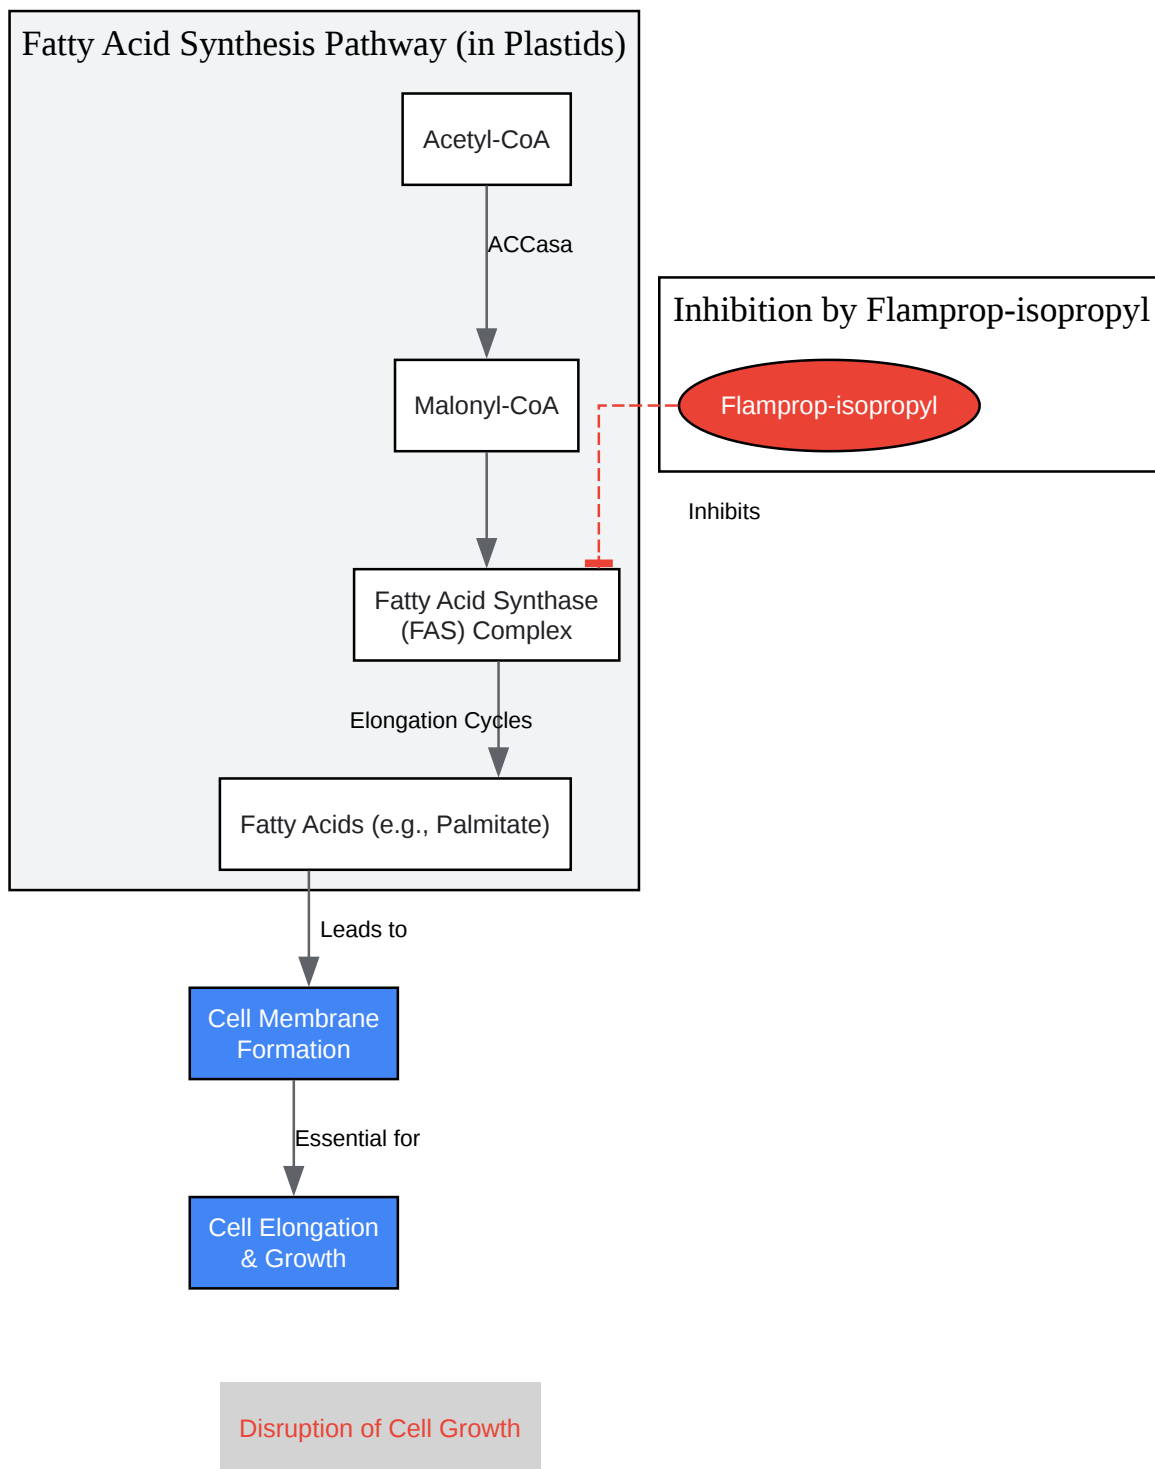 Fatty Acid Synthesis Pathway (in Plastids)
Acetyl-CoA
ACCasa
Inhibition by Flamprop-isopropyl
Malonyl-CoA
Flamprop-isopropyl
Inhibits
Fatty Acid Synthase
(FAS) Complex
Elongation Cycles
Fatty Acids (e.g., Palmitate)
Leads to
Cell Membrane
Formation
Essential for
Cell Elongation
& Growth
Disruption of Cell Growth